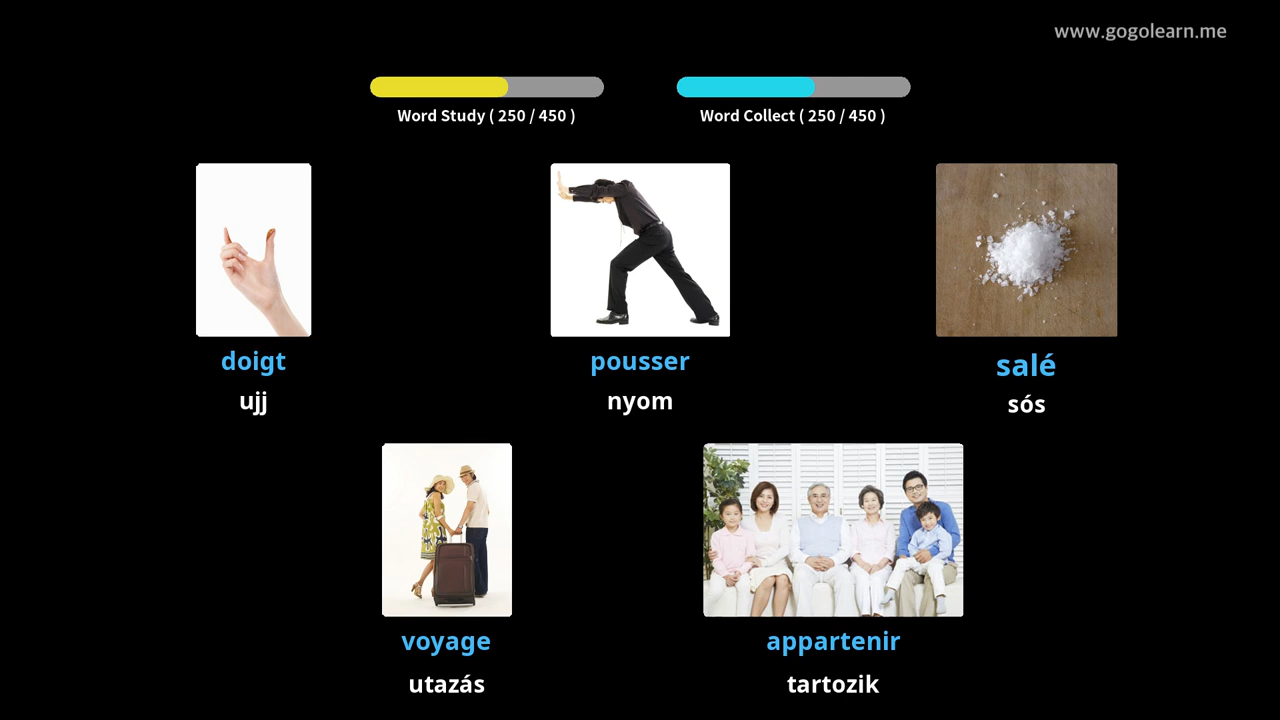 www.gogolearn.me
Word Study ( 250 / 450 )
Word Collect ( 250 / 450 )
doigt
ujj
pousser
nyom
salé
sós
voyage
utazás
appartenir
tartozik